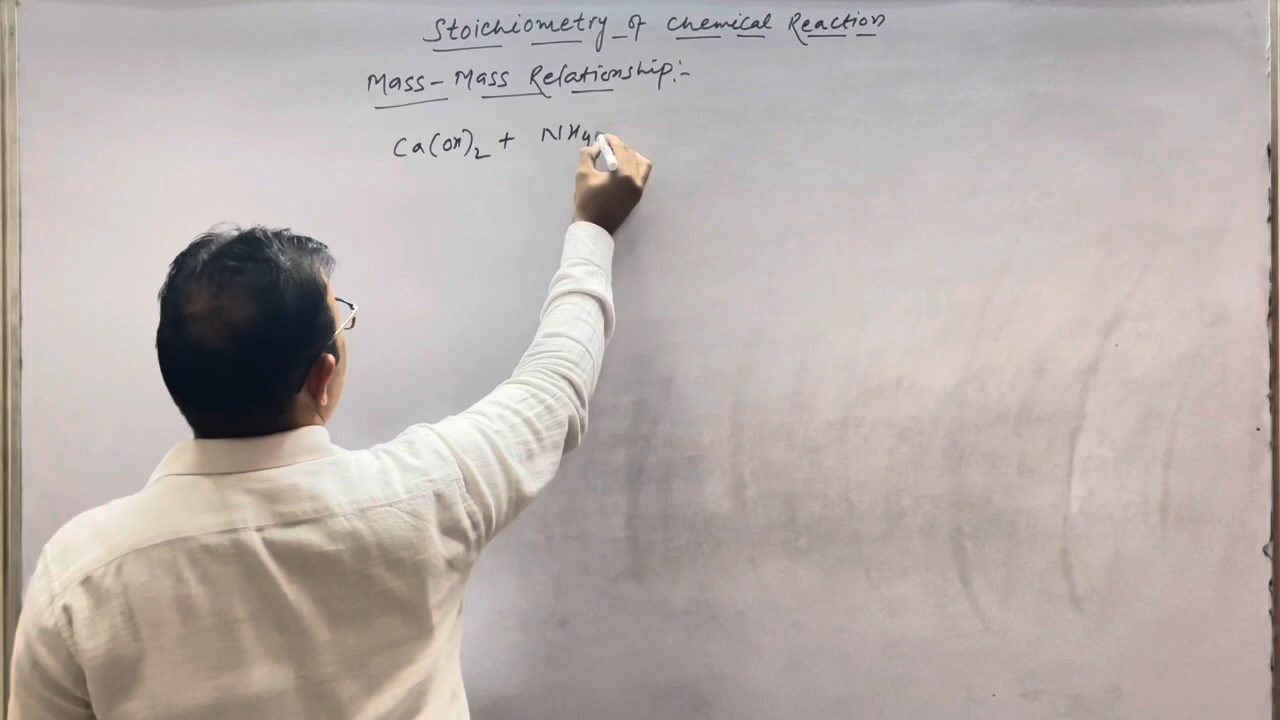 Stoichiometry of Chemical Reaction
Mass-Mass Relationship:-
Ca(OH)₂ + NH₄